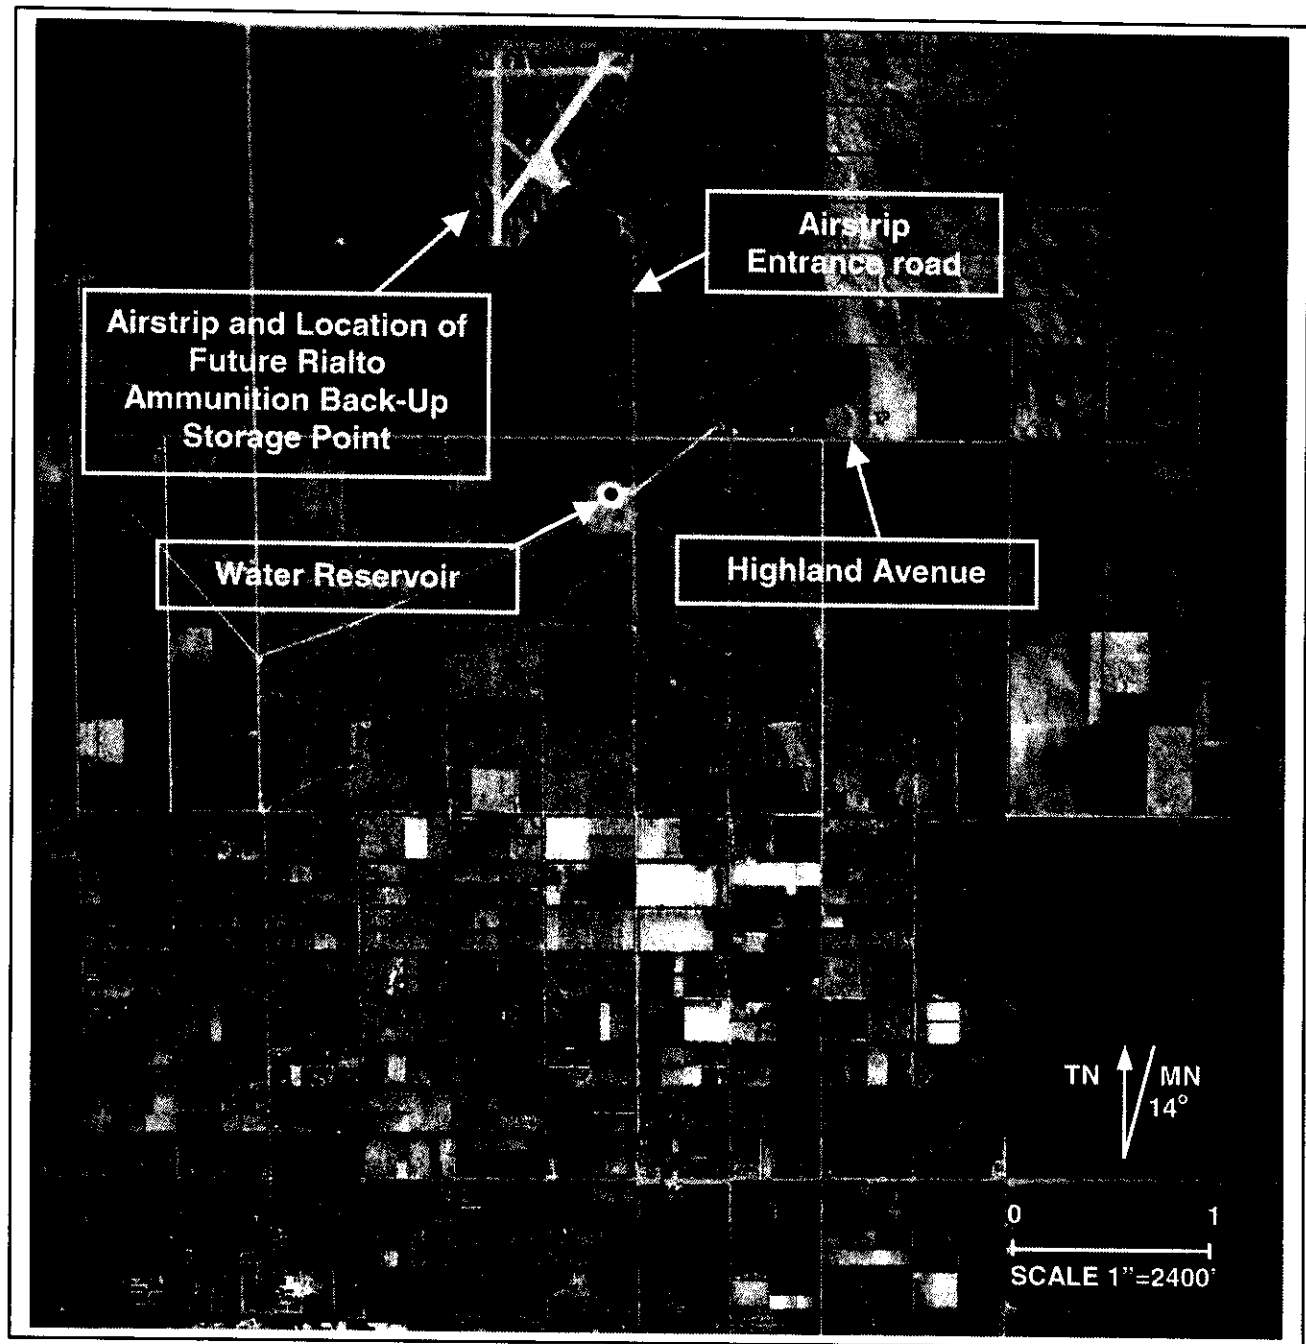 Airstrip
Entrance road
Airstrip and Location of
Future Rialto
Ammunition Back-Up
Storage Point
Water Reservoir
Highland Avenue
TN
MN
14°
0
1
SCALE 1"=2400'